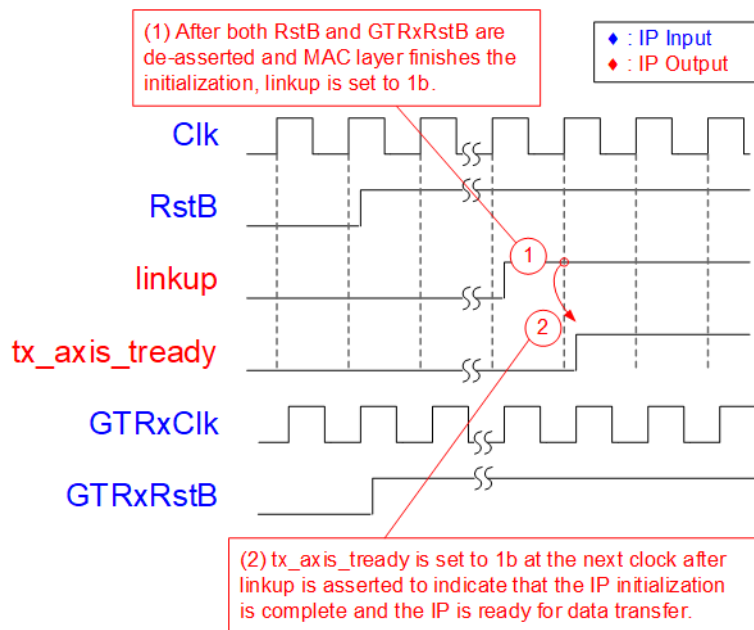 (1) After both RstB and GTRxRstB are
de-asserted and MAC layer finishes the
initialization, linkup is set to 1b.
♦ : IP Input
♦ : IP Output
Clk
RstB
linkup
1
2
tx_axis_tready
GTRxClk
GTRxRstB
(2) tx_axis_tready is set to 1b at the next clock after
linkup is asserted to indicate that the IP initialization
is complete and the IP is ready for data transfer.